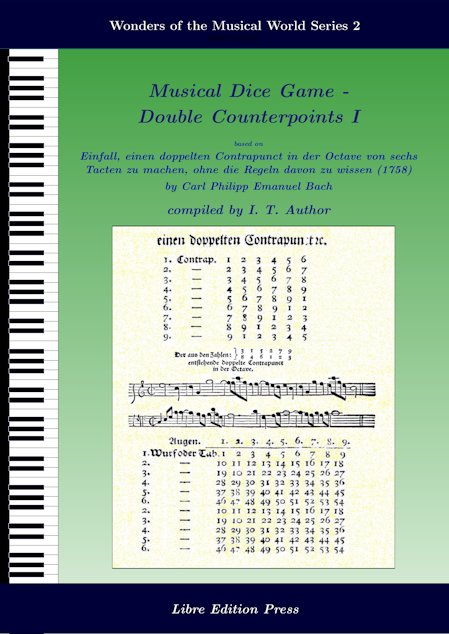 Wonders of the Musical World Series 2
Musical Dice Game -
Double Counterpoints I
based on
Einfall, einen doppelten Contrapunct in der Octave von sechs
Tacten zu machen, ohne die Regeln davon zu wissen (1758)
by Carl Philipp Emanuel Bach
compiled by I. T. Author
einen doppelten Contrapunct ꝛc.
1. Contrap. 1 2 3 4 5 6
2. — 2 3 4 5 6 7
3. — 3 4 5 6 7 8
4. — 4 5 6 7 8 9
5. — 5 6 7 8 9 1
6. — 6 7 8 9 1 2
7. — 7 8 9 1 2 3
8. — 8 9 1 2 3 4
9. — 9 1 2 3 4 5
Der aus den Zahlen:
entstehende doppelte Contrapunct
in der Octave.
Augen. 1. 2. 3. 4. 5. 6. 7. 8. 9.
1. Wurf oder Tab. 1 2 3 4 5 6 7 8 9
2. — 10 11 12 13 14 15 16 17 18
3. — 19 10 21 22 23 24 25 26 27
4. — 28 29 30 31 32 33 34 35 36
5. — 37 38 39 40 41 42 43 44 45
6. — 46 47 48 49 50 51 52 53 54
2. — 10 11 12 13 14 15 16 17 18
3. — 19 10 21 22 23 24 25 26 27
4. — 28 29 30 31 32 33 34 35 36
5. — 37 38 39 40 41 42 43 44 45
6. — 46 47 48 49 50 51 52 53 54
Libre Edition Press